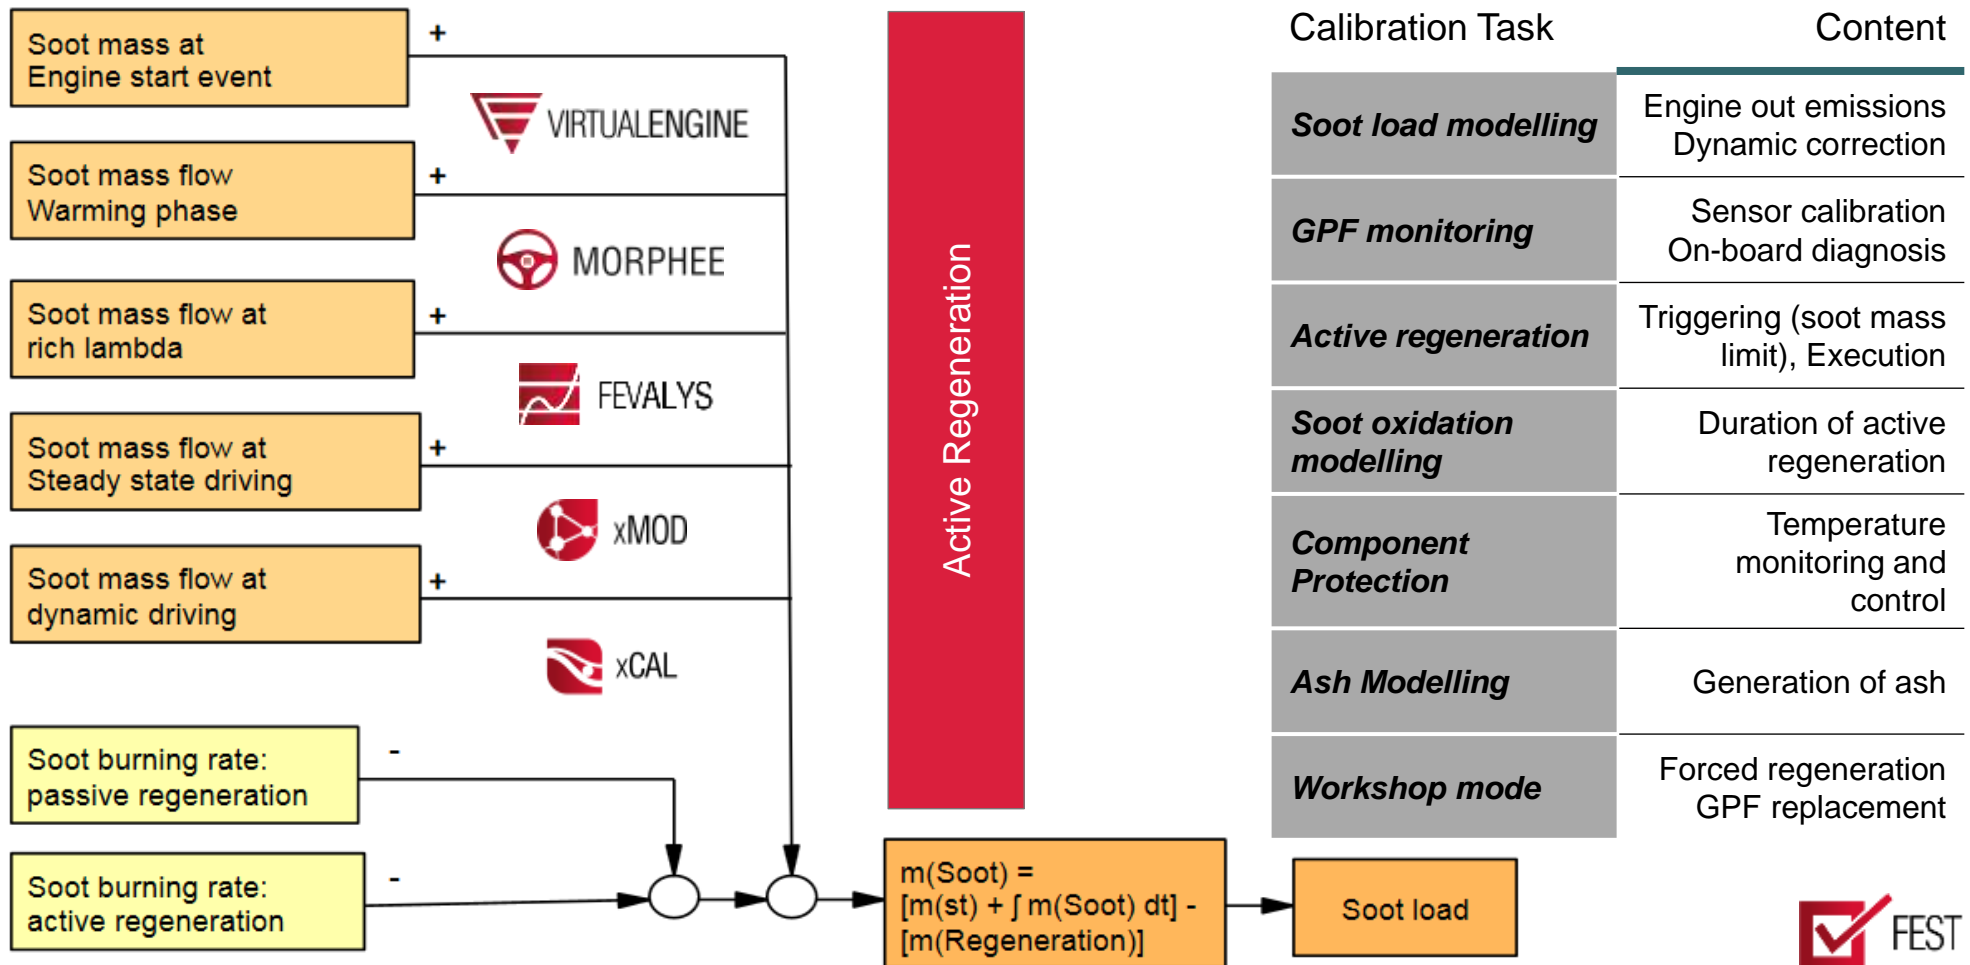 Soot mass at
Engine start event
+
VIRTUALENGINE
Soot mass flow
Warming phase
+
MORPHEE
Soot mass flow at
rich lambda
+
FEVALYS
Soot mass flow at
Steady state driving
+
xMOD
Soot mass flow at
dynamic driving
+
xCAL
Soot burning rate:
passive regeneration
-
Soot burning rate:
active regeneration
-
Active Regeneration
m(Soot) =
[m(st) + ∫ m(Soot) dt] -
[m(Regeneration)]
Soot load
Calibration Task
Content
Soot load modelling
Engine out emissions
Dynamic correction
GPF monitoring
Sensor calibration
On-board diagnosis
Active regeneration
Triggering (soot mass
limit), Execution
Soot oxidation
modelling
Duration of active
regeneration
Component
Protection
Temperature
monitoring and
control
Ash Modelling
Generation of ash
Workshop mode
Forced regeneration
GPF replacement
FEST